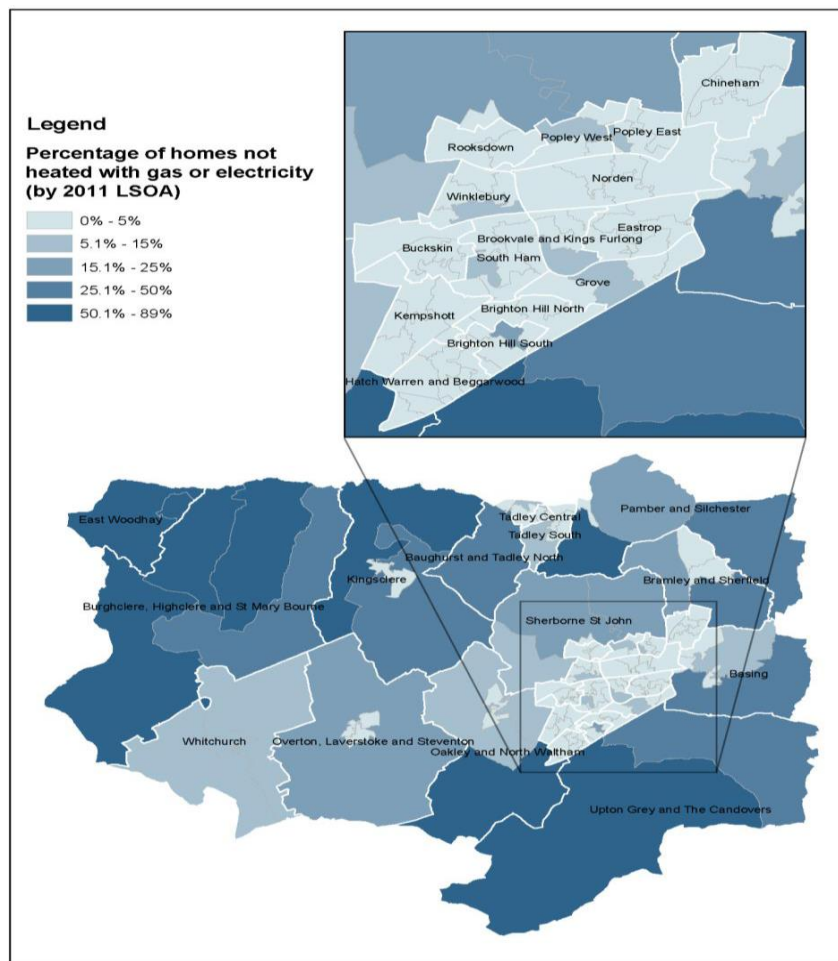 Legend
Percentage of homes not
heated with gas or electricity
(by 2011 LSOA)
0% - 5%
5.1% - 15%
15.1% - 25%
25.1% - 50%
50.1% - 89%
Chineham
Popley West
Popley East
Rooksdown
Norden
Winklebury
Eastrop
Brookvale and Kings Furlong
Buckskin
South Ham
Grove
Kempshott
Brighton Hill North
Brighton Hill South
Hatch Warren and Beggarwood
East Woodhay
Tadley Central
Pamber and Silchester
Tadley South
Baughurst and Tadley North
Kingsclere
Bramley and Sherfield
Burghclere, Highclere and St Mary Bourne
Sherborne St John
Basing
Whitchurch
Overton, Laverstoke and Steventon
Oakley and North Waltham
Upton Grey and The Candovers